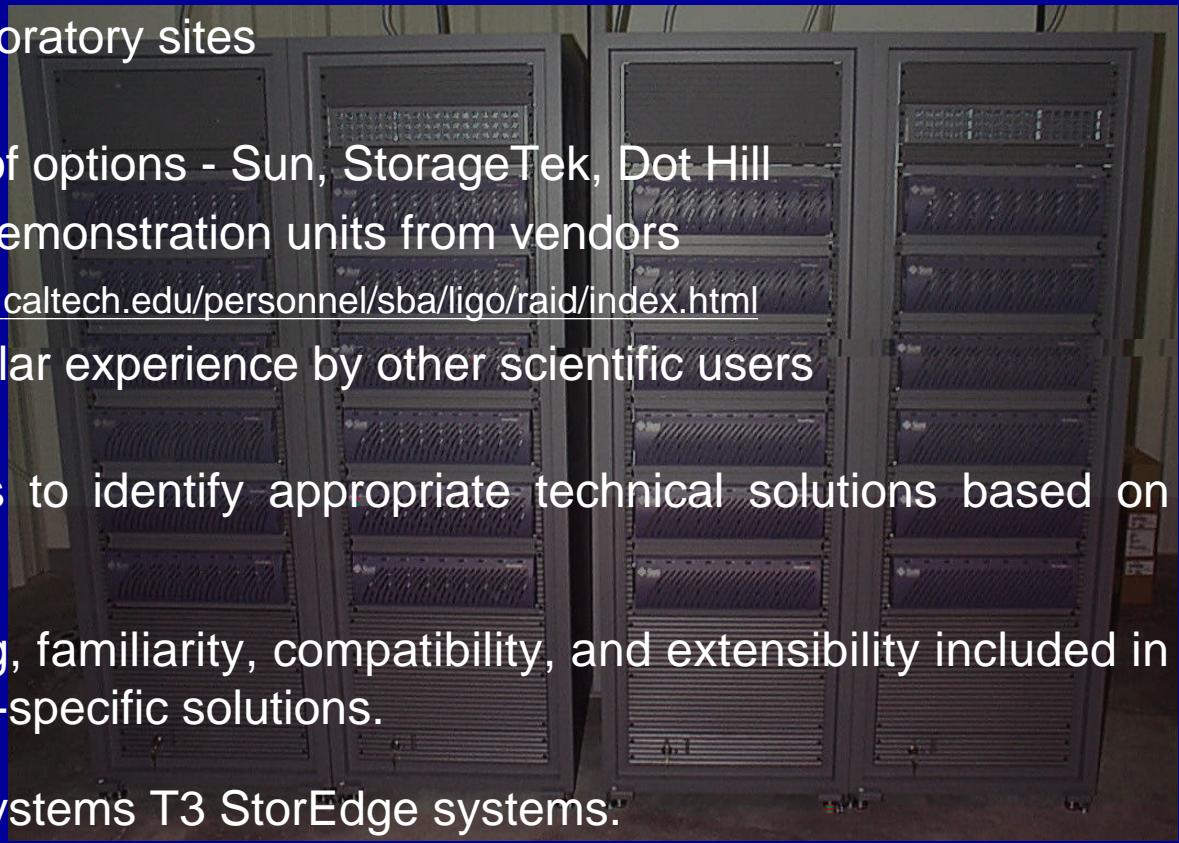 oratory sites
of options - Sun, StorageTek, Dot Hill
emonstration units from vendors
.caltech.edu/personnel/sba/ligo/raid/index.html
lar experience by other scientific users
s to identify appropriate technical solutions based on
g, familiarity, compatibility, and extensibility included in
-specific solutions.
ystems T3 StorEdge systems.
Sun